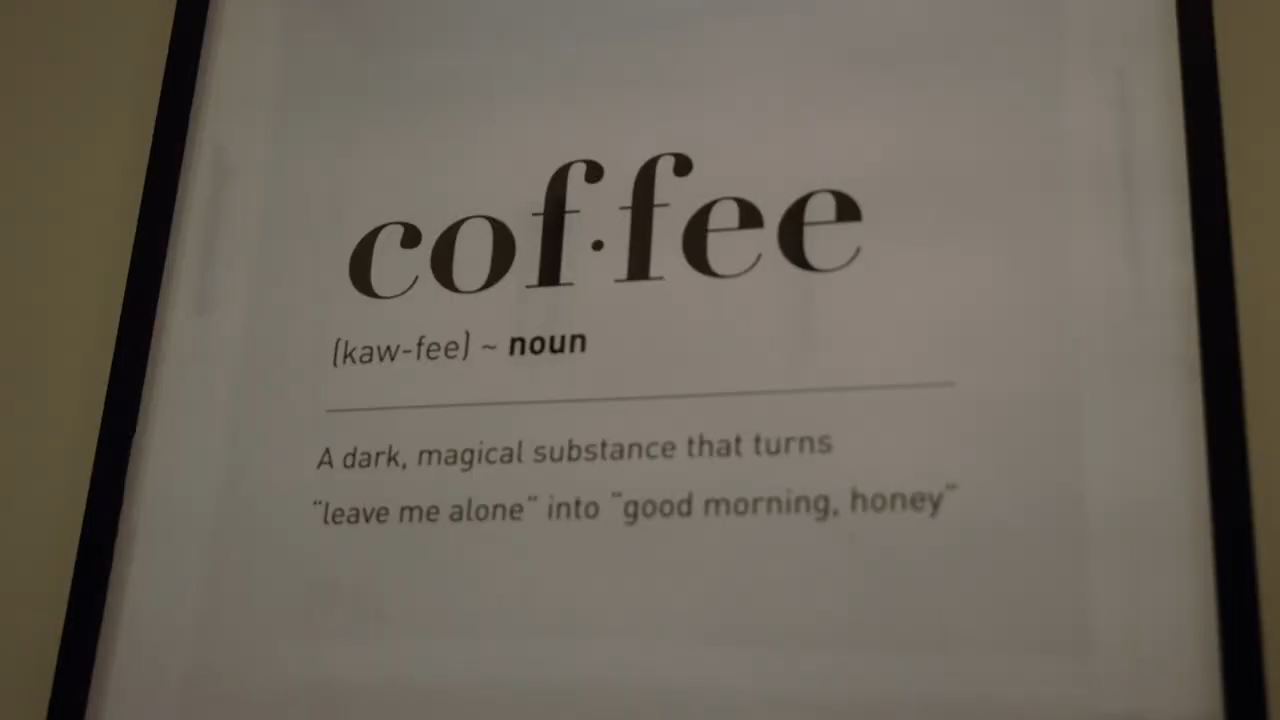 cof·fee
(kaw-fee) ~ noun
A dark, magical substance that turns
“leave me alone” into “good morning, honey”